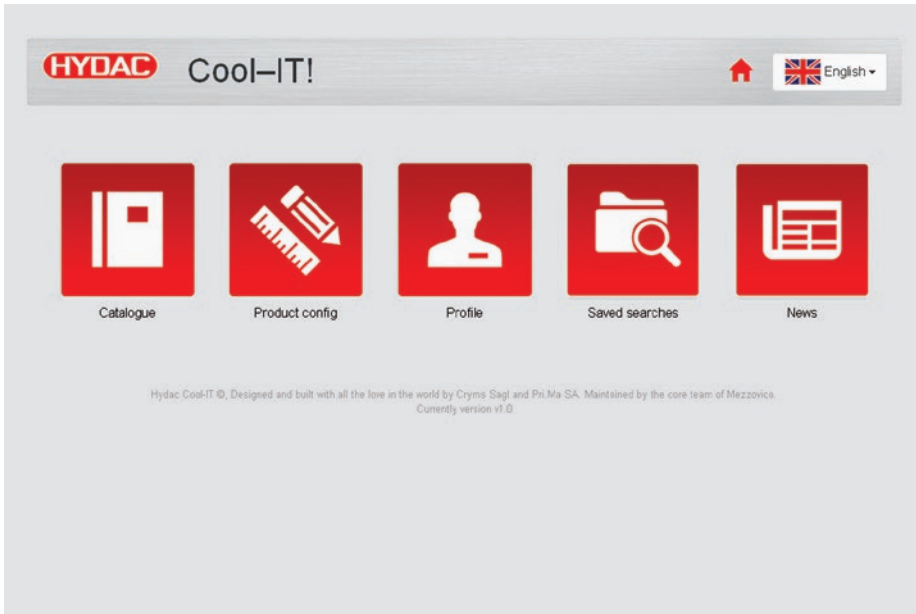 HYDAC
Cool–IT!
English
Catalogue
Product config
Profile
Saved searches
News
Hydac Cool-IT ©, Designed and built with all the love in the world by Cryms Sagl and Pri.Ma SA. Maintained by the core team of Mezzovico.
Currently version v1.0